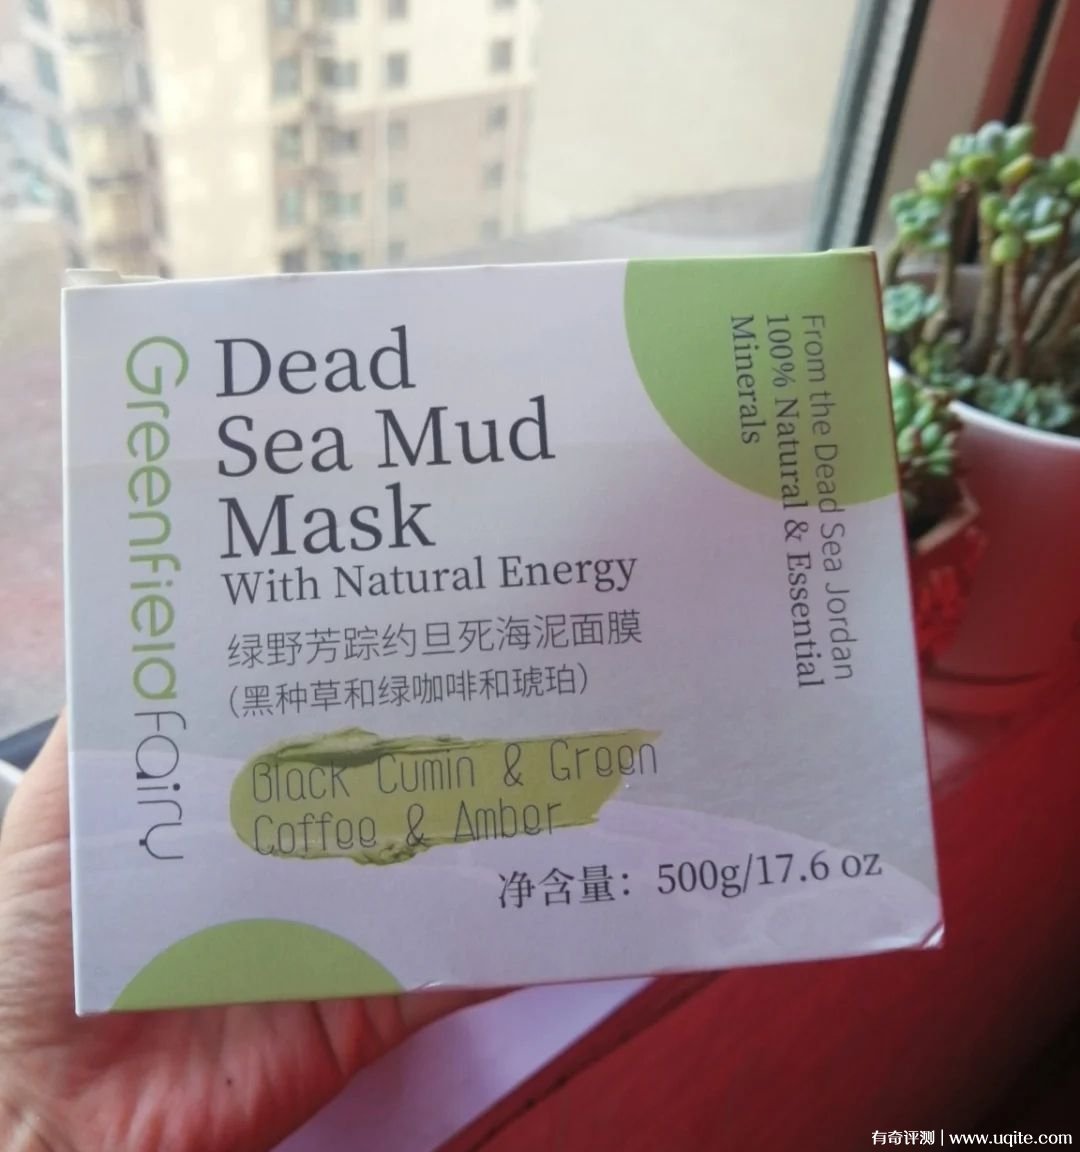 Greenfieldfairy
Dead
Sea Mud
Mask
With Natural Energy
绿野芳踪约旦死海泥面膜
(黑种草和绿咖啡和琥珀)
Black Cumin & Green
Coffee & Amber
净含量：500g/17.6 oz
From the Dead Sea Jordan
100% Natural & Essential
Minerals
有奇评测 | www.uqite.com